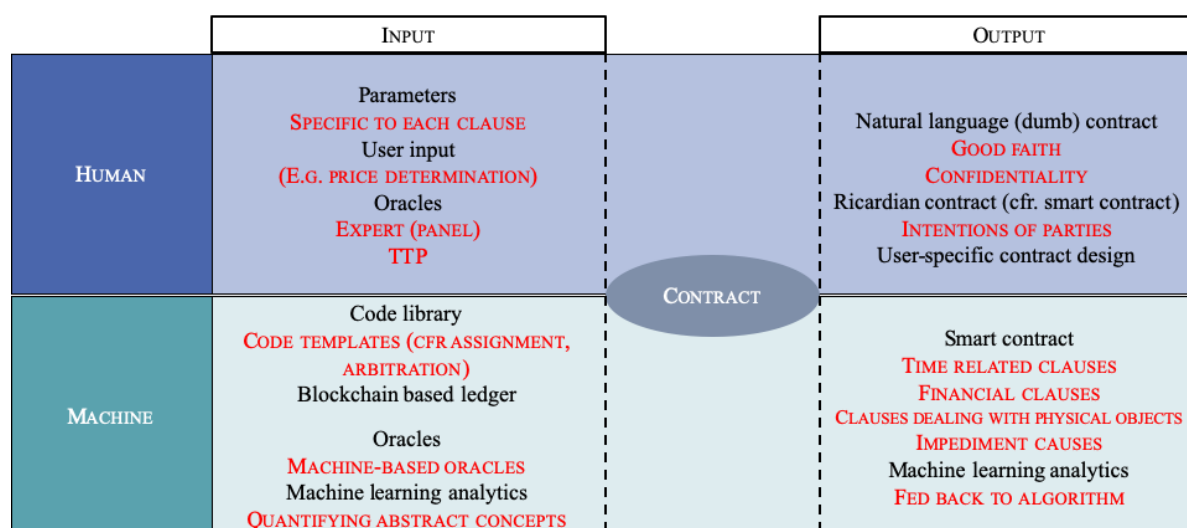 INPUT
OUTPUT
HUMAN
Parameters
SPECIFIC TO EACH CLAUSE
User input
(E.G. PRICE DETERMINATION)
Oracles
EXPERT (PANEL)
TTP
Natural language (dumb) contract
GOOD FAITH
CONFIDENTIALITY
Ricardian contract (cfr. smart contract)
INTENTIONS OF PARTIES
User-specific contract design
CONTRACT
MACHINE
Code library
CODE TEMPLATES (CFR ASSIGNMENT,
ARBITRATION)
Blockchain based ledger
Oracles
MACHINE-BASED ORACLES
Machine learning analytics
QUANTIFYING ABSTRACT CONCEPTS
Smart contract
TIME RELATED CLAUSES
FINANCIAL CLAUSES
CLAUSES DEALING WITH PHYSICAL OBJECTS
IMPEDIMENT CAUSES
Machine learning analytics
FED BACK TO ALGORITHM